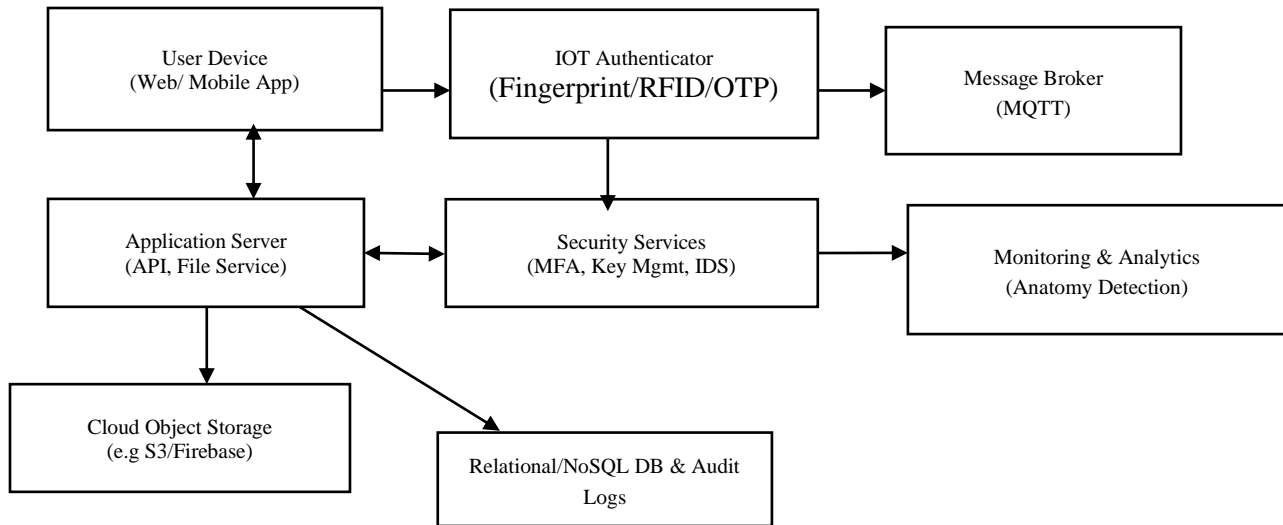 User Device
(Web/ Mobile App)
IOT Authenticator
(Fingerprint/RFID/OTP)
Message Broker
(MQTT)
Application Server
(API, File Service)
Security Services
(MFA, Key Mgmt, IDS)
Monitoring & Analytics
(Anatomy Detection)
Cloud Object Storage
(e.g S3/Firebase)
Relational/NoSQL DB & Audit
Logs